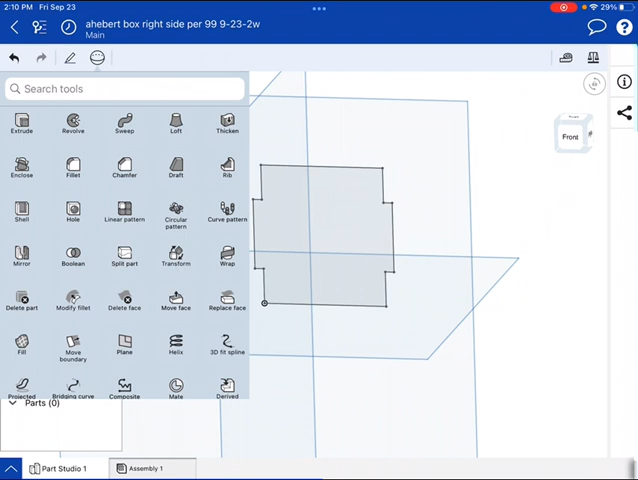 2:10 PM Fri Sep 23
29%
ahebert box right side per 99 9-23-2w
Main
Search tools
Extrude Revolve Sweep Loft Thicken
Enclose Fillet Chamfer Draft Rib
Shell Hole Linear pattern Circular pattern Curve pattern
Mirror Boolean Split part Transform Wrap
Delete part Modify fillet Delete face Move face Replace face
Fill Move boundary Plane Helix 3D fit spline
Projected Bridging curve Composite Mate Derived
Parts (0)
Front
Part Studio 1 Assembly 1